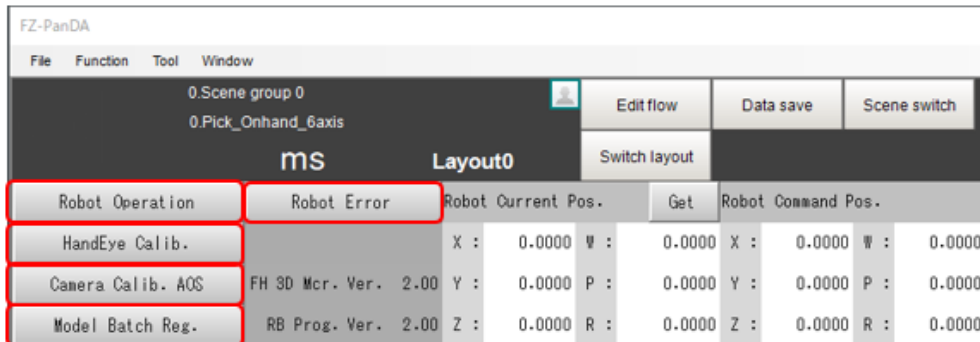 FZ-PanDA
File Function Tool Window
0.Scene group 0
0.Pick_Onhand_6axis
Edit flow Data save Scene switch
ms Layout0 Switch layout
Robot Operation Robot Error Robot Current Pos. Get Robot Command Pos.
HandEye Calib. X : 0.0000 W : 0.0000 X : 0.0000 W : 0.0000
Camera Calib. AOS FH 3D Mcr. Ver. 2.00 Y : 0.0000 P : 0.0000 Y : 0.0000 P : 0.0000
Model Batch Reg. RB Prog. Ver. 2.00 Z : 0.0000 R : 0.0000 Z : 0.0000 R : 0.0000